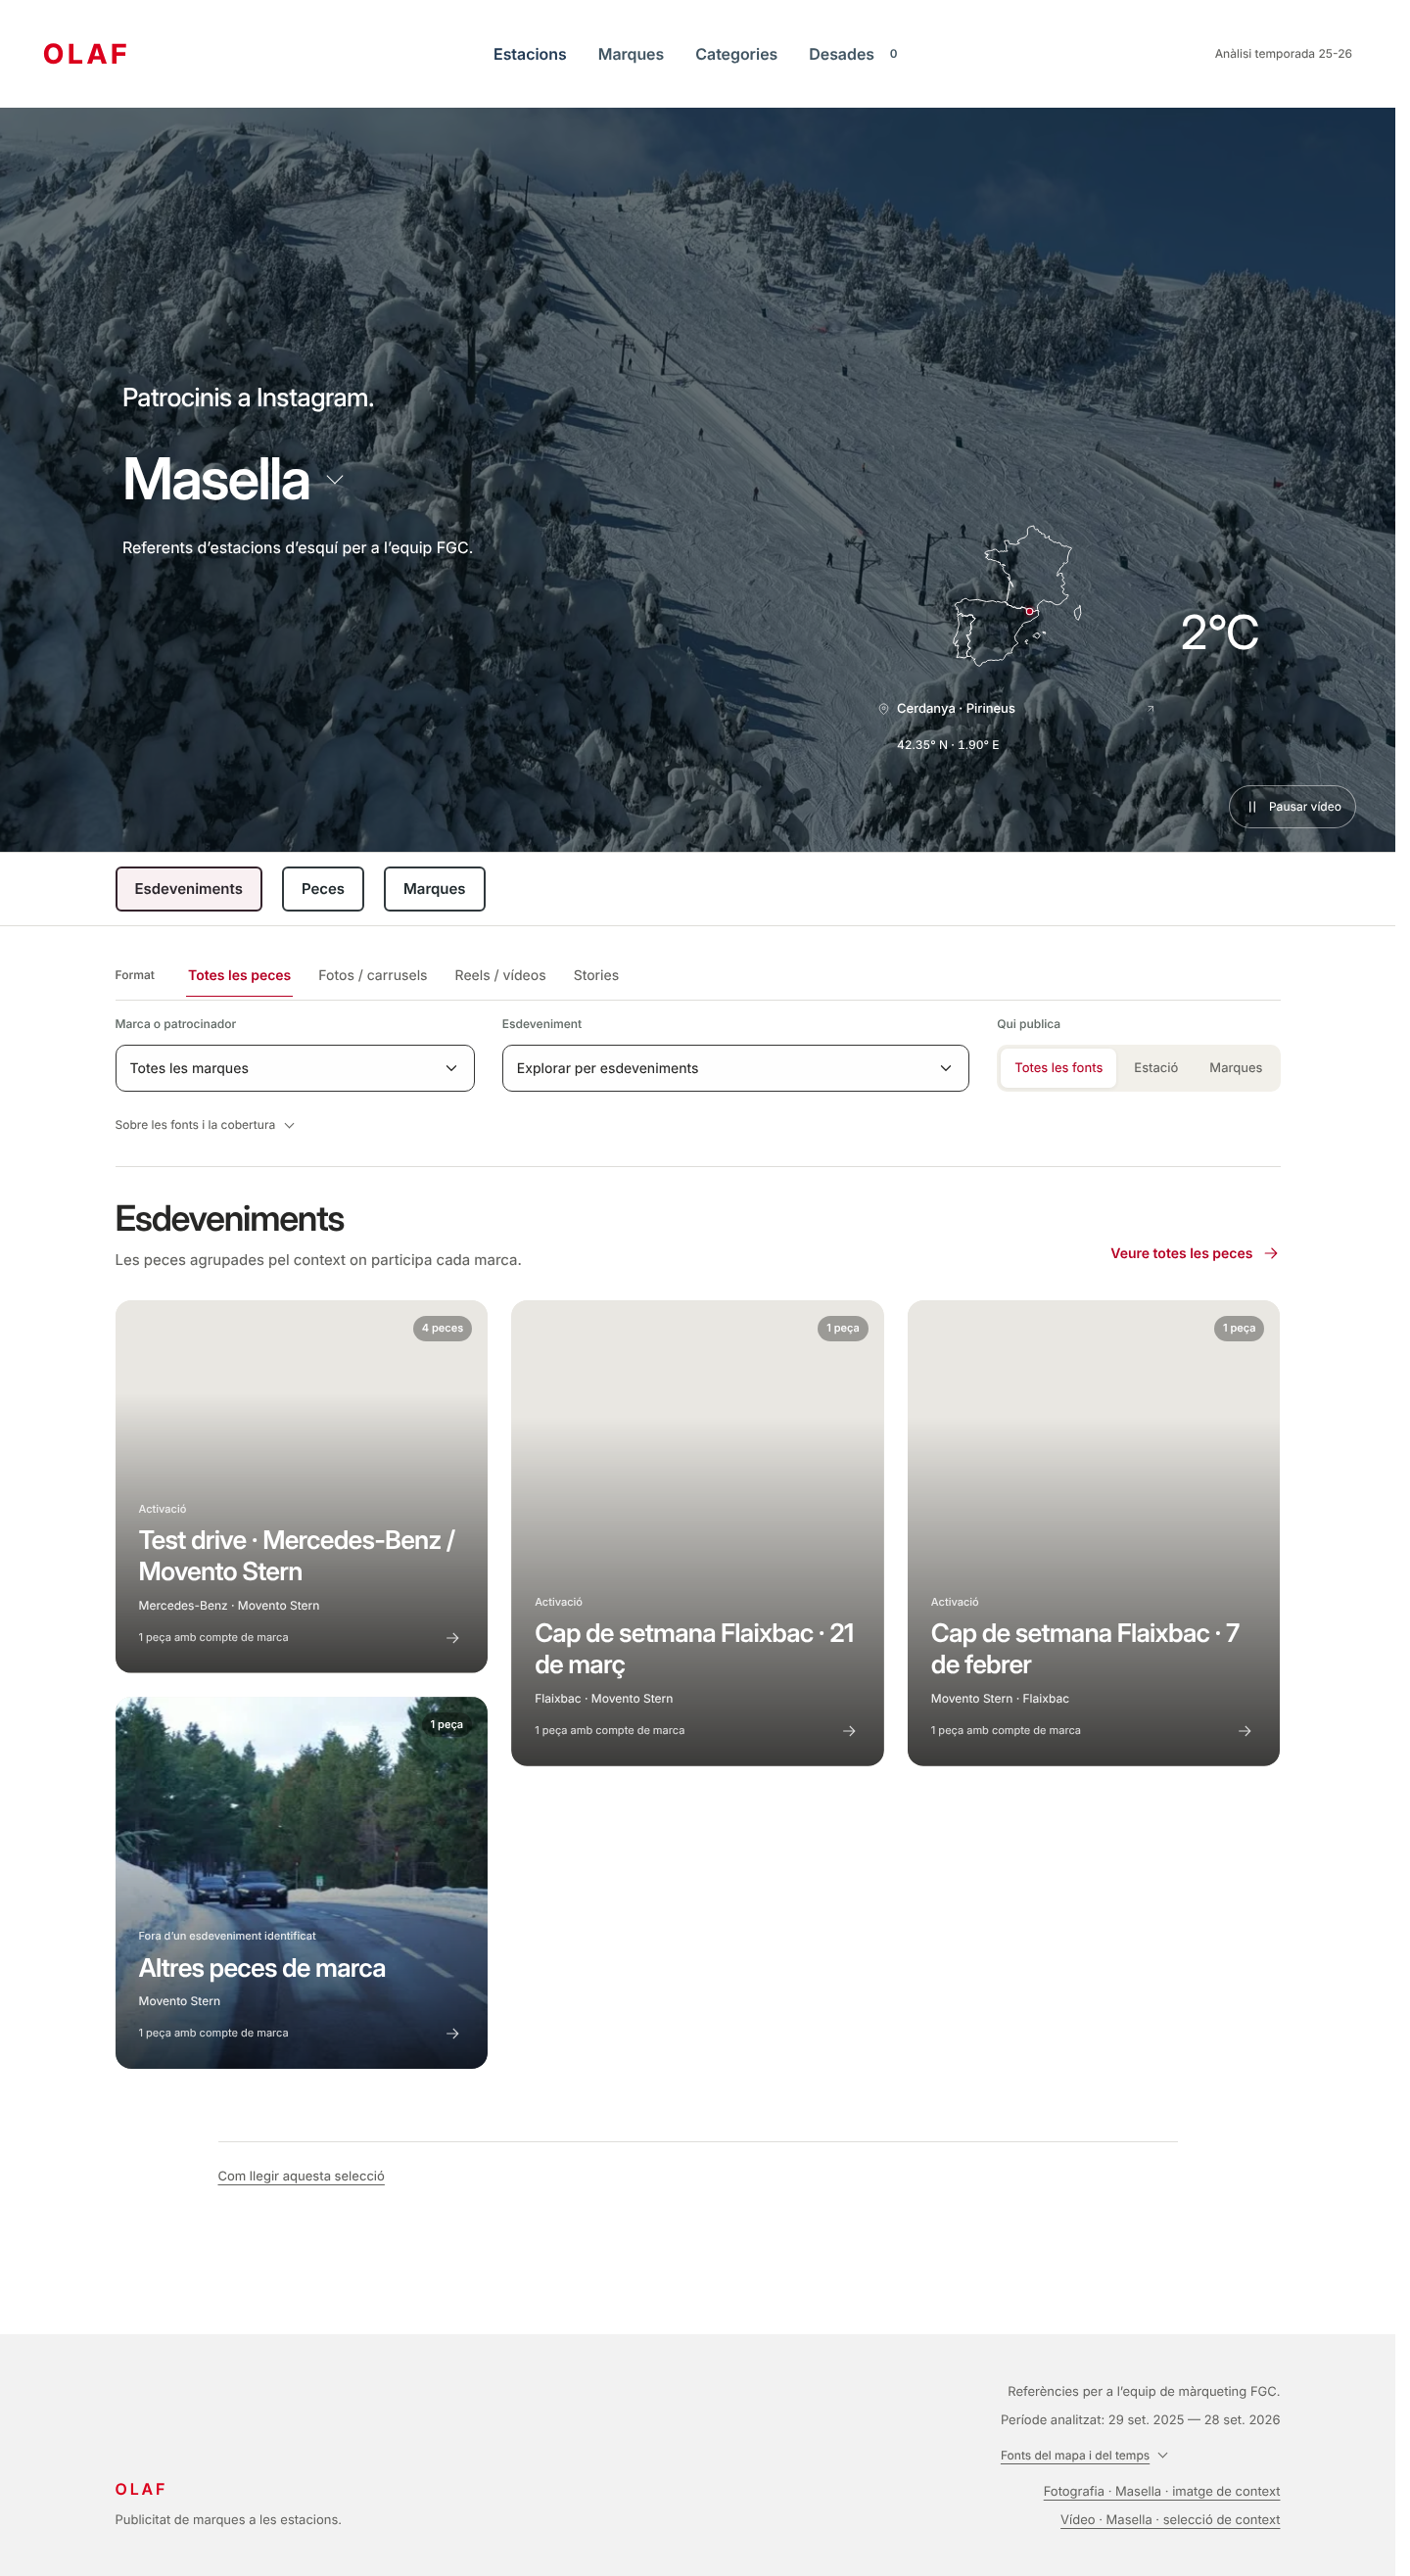 OLAF
Estacions
Marques
Categories
Desades 0
Anàlisi temporada 25-26
Patrocinis a Instagram.
Masella
Referents d’estacions d’esquí per a l’equip FGC.
2°C
Cerdanya · Pirineus
42.35° N · 1.90° E
Pausar vídeo
Esdeveniments
Peces
Marques
Format
Totes les peces
Fotos / carrusels
Reels / vídeos
Stories
Marca o patrocinador
Totes les marques
Esdeveniment
Explorar per esdeveniments
Qui publica
Totes les fonts
Estació
Marques
Sobre les fonts i la cobertura
Esdeveniments
Les peces agrupades pel context on participa cada marca.
Veure totes les peces
4 peces
Activació
Test drive · Mercedes-Benz /
Movento Stern
Mercedes-Benz · Movento Stern
1 peça amb compte de marca
1 peça
Activació
Cap de setmana Flaixbac · 21
de març
Flaixbac · Movento Stern
1 peça amb compte de marca
1 peça
Activació
Cap de setmana Flaixbac · 7
de febrer
Movento Stern · Flaixbac
1 peça amb compte de marca
1 peça
Fora d’un esdeveniment identificat
Altres peces de marca
Movento Stern
1 peça amb compte de marca
Com llegir aquesta selecció
Referències per a l’equip de màrqueting FGC.
Període analitzat: 29 set. 2025 — 28 set. 2026
Fonts del mapa i del temps
Fotografia · Masella · imatge de context
Vídeo · Masella · selecció de context
OLAF
Publicitat de marques a les estacions.